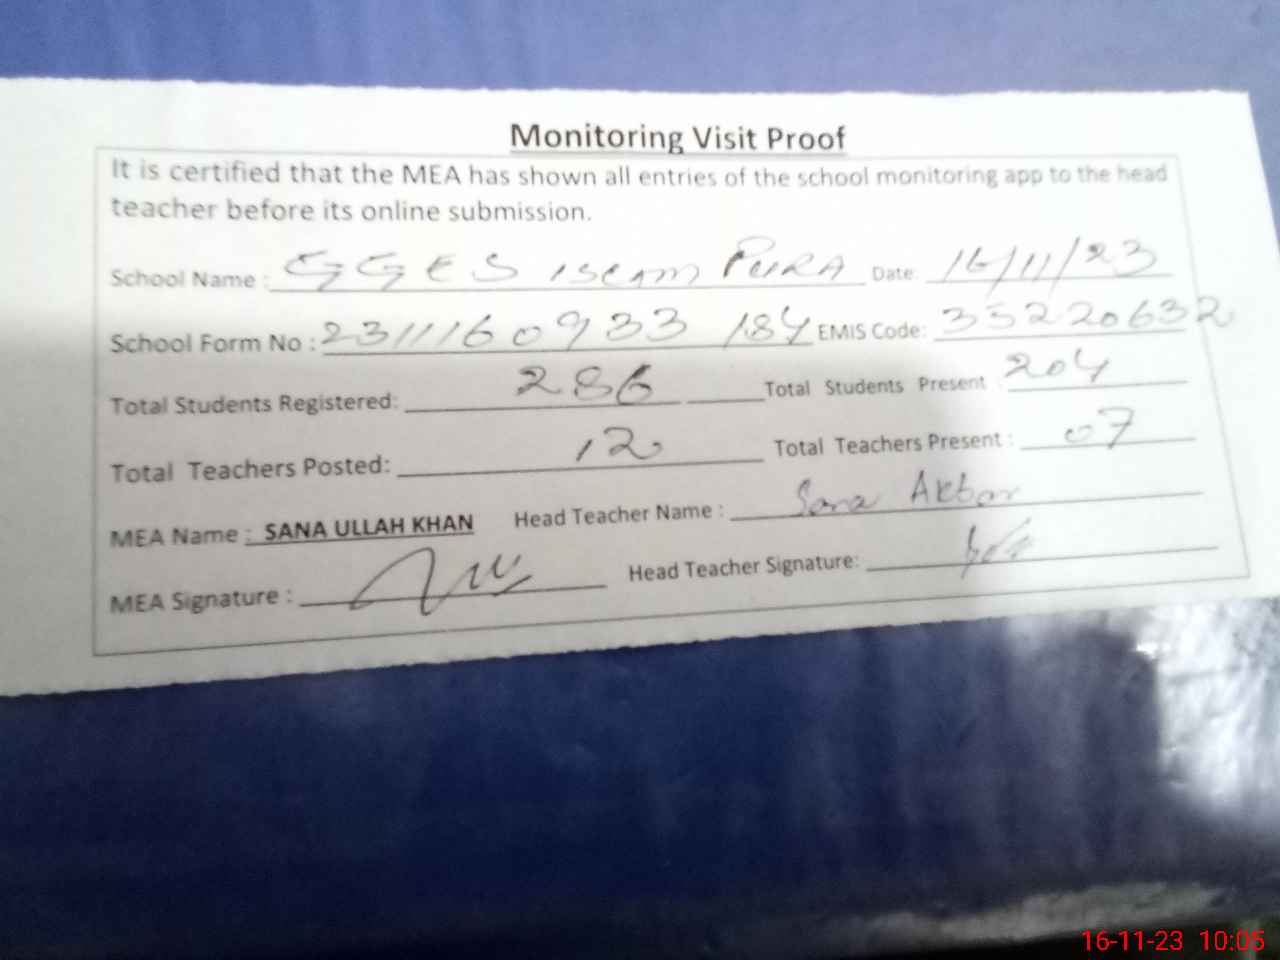 Monitoring Visit Proof
It is certified that the MEA has shown all entries of the school monitoring app to the head
teacher before its online submission.
School Name : GGES ISLAM PURA Date: 16/11/23
School Form No : 23111160933 184 EMIS Code: 35220632
Total Students Registered: 286 Total Students Present : 204
Total Teachers Posted: 12 Total Teachers Present : 07
MEA Name : SANA ULLAH KHAN Head Teacher Name : Sana Akbar
MEA Signature : Head Teacher Signature:
16-11-23 10:05